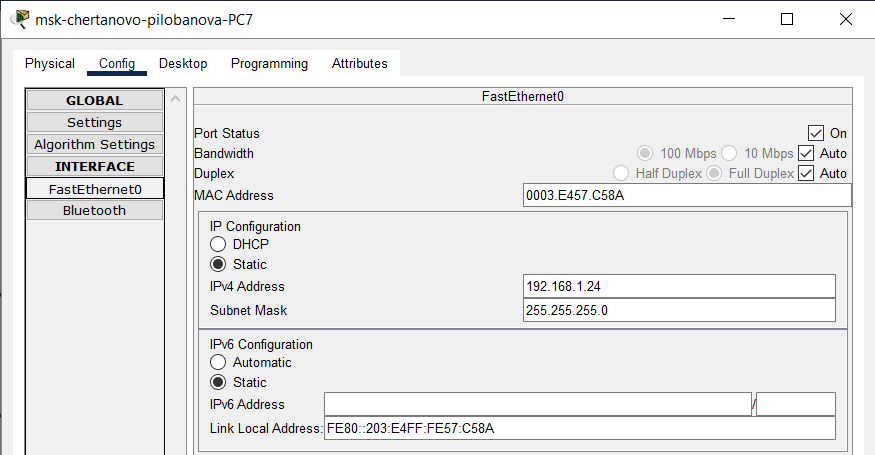 msk-chertanovo-pilobanova-PC7
Physical Config Desktop Programming Attributes
GLOBAL
Settings
Algorithm Settings
INTERFACE
FastEthernet0
Bluetooth
FastEthernet0
Port Status On
Bandwidth 100 Mbps 10 Mbps Auto
Duplex Half Duplex Full Duplex Auto
MAC Address 0003.E457.C58A
IP Configuration
DHCP
Static
IPv4 Address 192.168.1.24
Subnet Mask 255.255.255.0
IPv6 Configuration
Automatic
Static
IPv6 Address /
Link Local Address: FE80::203:E4FF:FE57:C58A